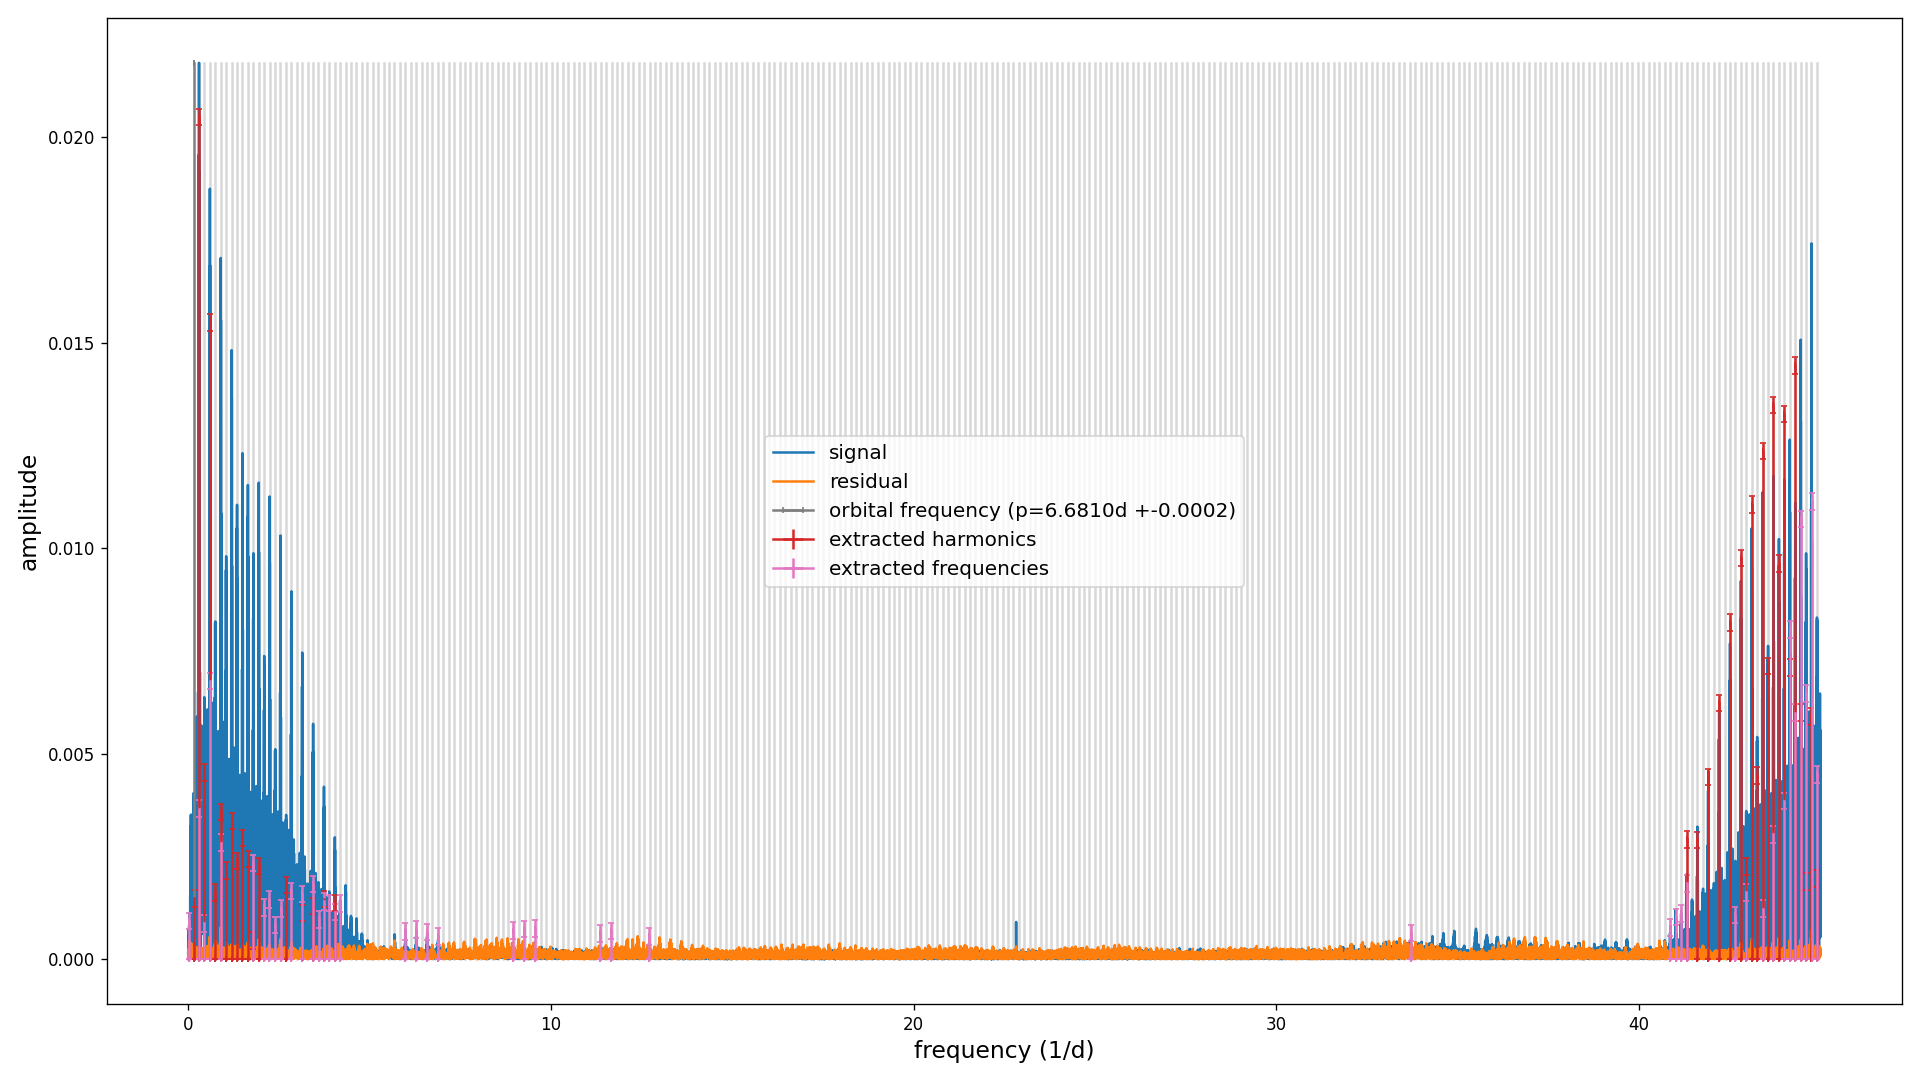 0.020
0.015
0.010
0.005
0.000
amplitude
signal
residual
orbital frequency (p=6.6810d +-0.0002)
extracted harmonics
extracted frequencies
0 10 20 30 40
frequency (1/d)